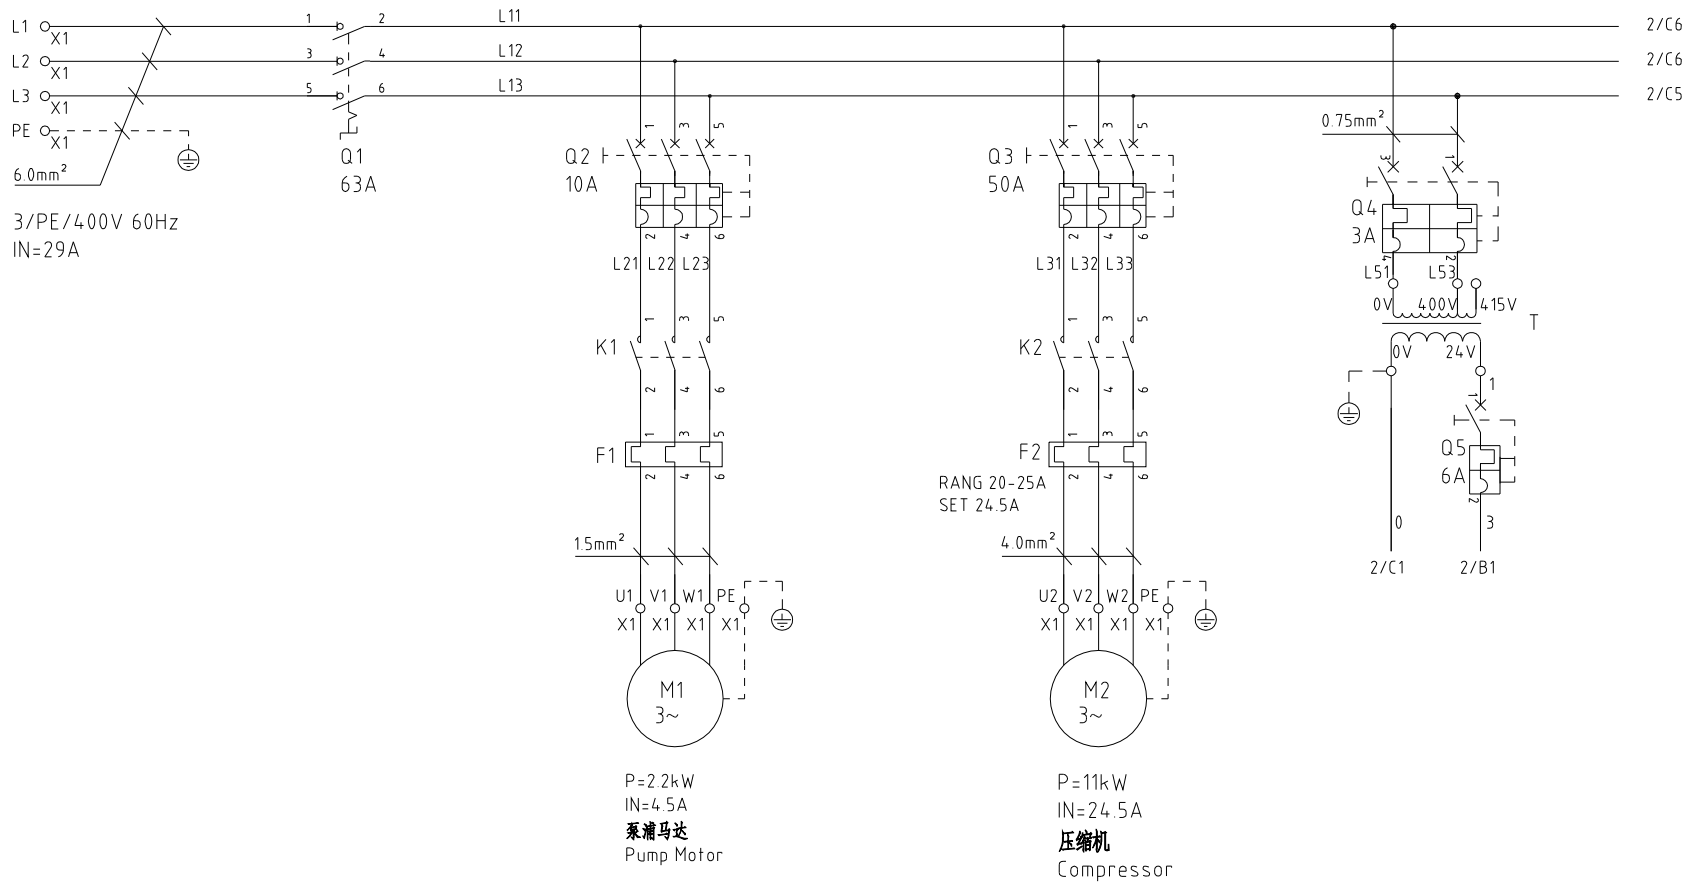 L1 X1 1 2 L11 2/C6
L2 X1 3 4 L12 2/C6
L3 X1 5 6 L13 2/C5
PE X1
6.0mm²
3/PE/400V 60Hz
IN=29A
Q1
63A
1 3 5
Q2
10A
2 4 6
L21 L22 L23
1 3 5
K1
2 4 6
1 3 5
F1
2 4 6
1.5mm²
U1 V1 W1 PE
X1 X1 X1 X1
M1
3~
P=2.2kW
IN=4.5A
泵浦马达
Pump Motor
1 3 5
Q3
50A
2 4 6
L31 L32 L33
1 3 5
K2
2 4 6
1 3 5
F2
2 4 6
RANG 20-25A
SET 24.5A
4.0mm²
U2 V2 W2 PE
X1 X1 X1 X1
M2
3~
P=11kW
IN=24.5A
压缩机
Compressor
0.75mm²
3 1
Q4
3A
4 2
L51 L53
0V 400V 415V
T
0V 24V
1
1
Q5
6A
2
0 3
2/C1 2/B1